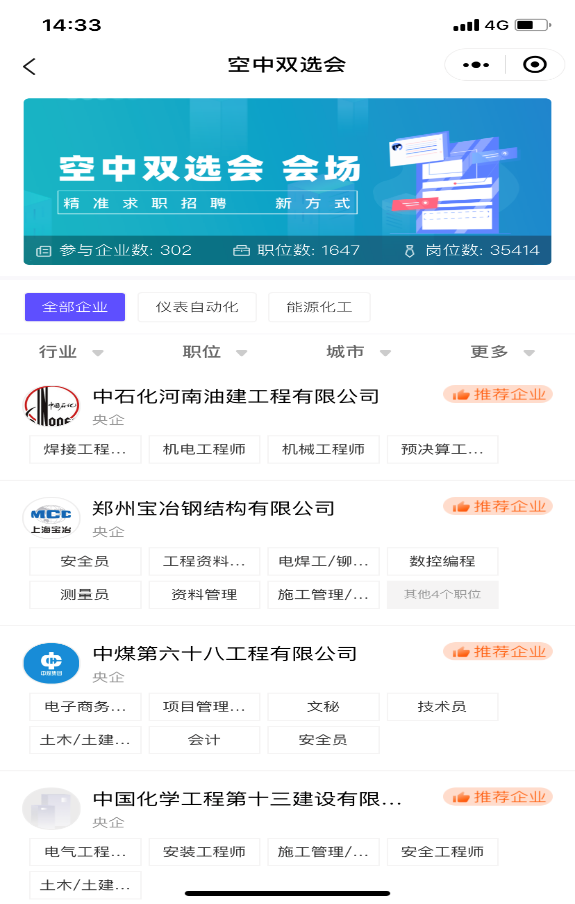 14:33
4G
空中双选会
空中双选会 会场
精准求职招聘 新方式
参与企业数: 302 职位数: 1647 岗位数: 35414
全部企业 仪表自动化 能源化工
行业 职位 城市 更多
中石化河南油建工程有限公司 推荐企业
央企
焊接工程... 机电工程师 机械工程师 预决算工...
郑州宝冶钢结构有限公司 推荐企业
MCC
上海宝冶
央企
安全员 工程资料... 电焊工/铆... 数控编程
测量员 资料管理 施工管理/... 其他4个职位
中煤第六十八工程有限公司 推荐企业
央企
电子商务... 项目管理... 文秘 技术员
土木/土建... 会计 安全员
中国化学工程第十三建设有限... 推荐企业
央企
电气工程... 安装工程师 施工管理/... 安全工程师
土木/土建...